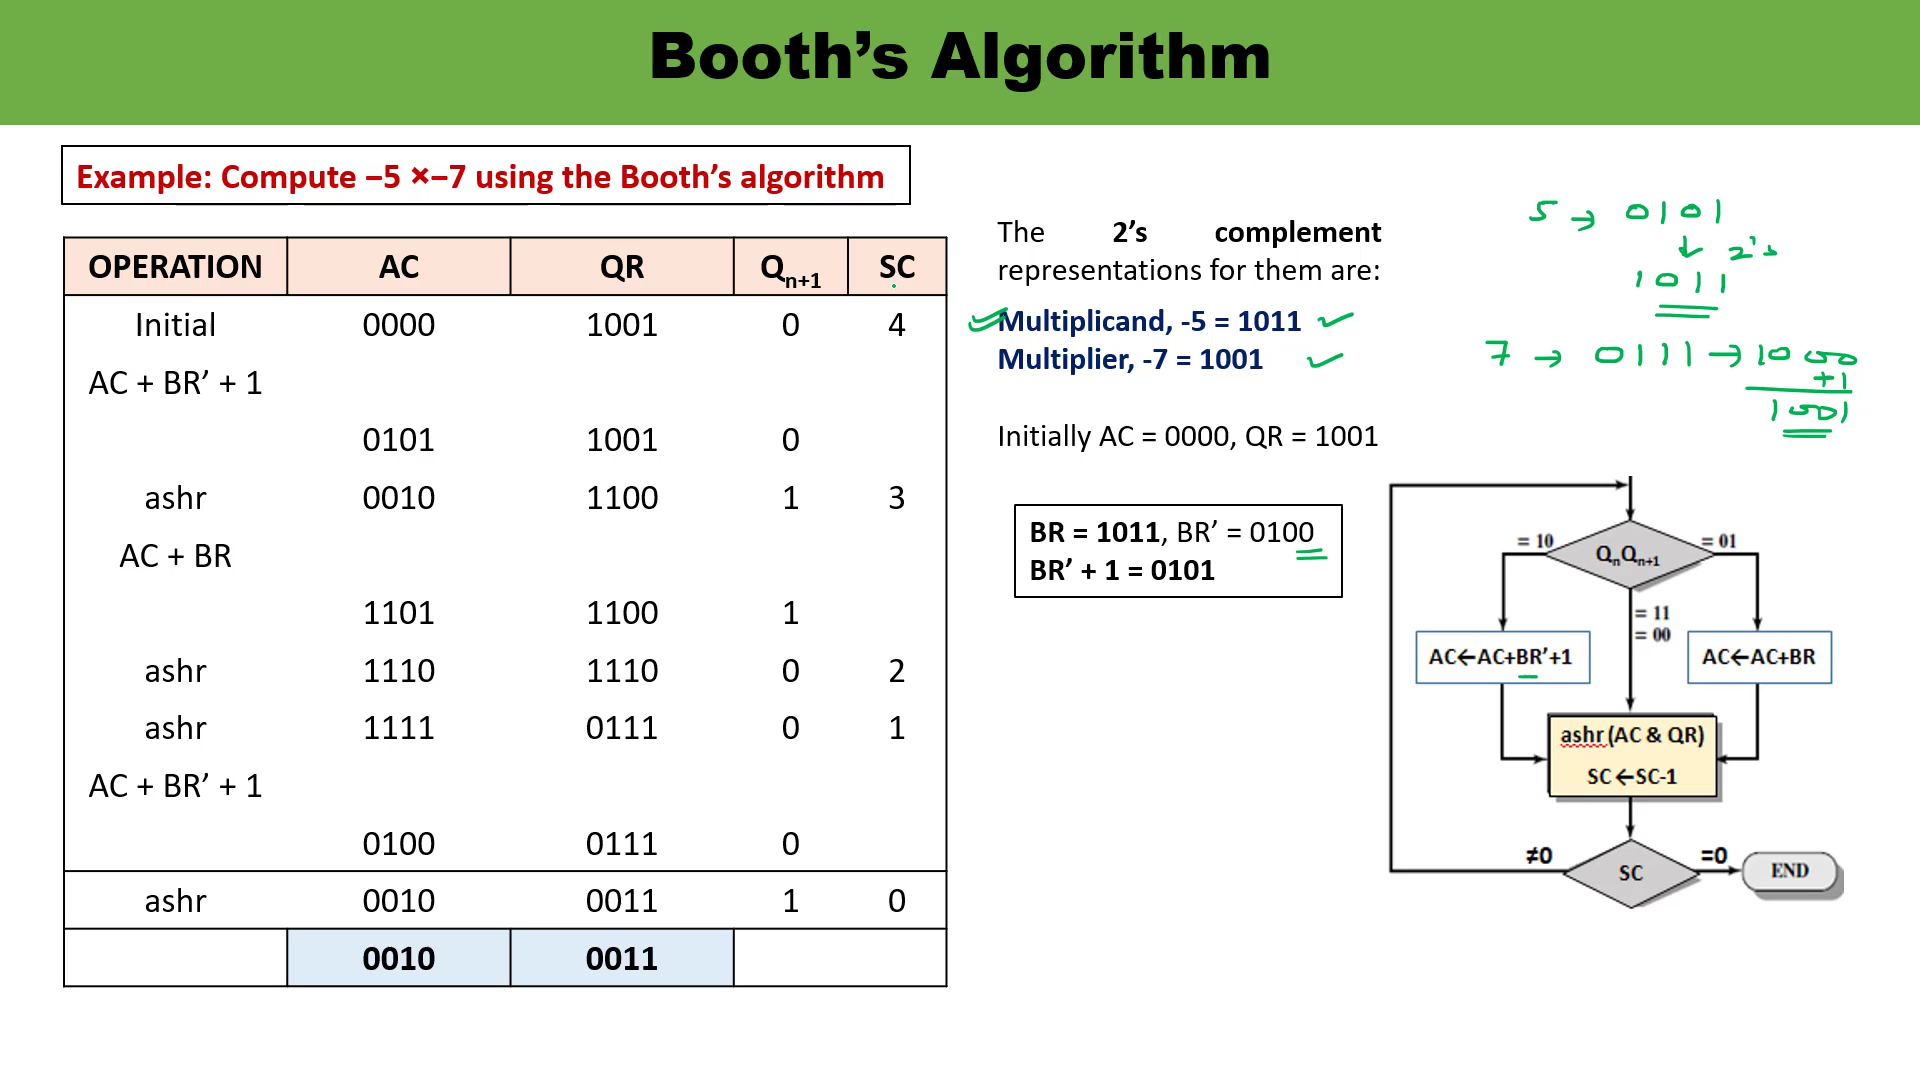 Booth’s Algorithm
Example: Compute −5 ×−7 using the Booth’s algorithm
OPERATION AC QR Qn+1 SC
Initial 0000 1001 0 4
AC + BR’ + 1
0101 1001 0
ashr 0010 1100 1 3
AC + BR
1101 1100 1
ashr 1110 1110 0 2
ashr 1111 0111 0 1
AC + BR’ + 1
0100 0111 0
ashr 0010 0011 1 0
0010 0011
The 2’s complement
representations for them are:
Multiplicand, -5 = 1011
Multiplier, -7 = 1001
Initially AC = 0000, QR = 1001
BR = 1011, BR’ = 0100
BR’ + 1 = 0101
5 → 0101
↓ 2's
1011
7 → 0111 → 1000
+1
1001
= 10 QnQn+1 = 01
= 11
= 00
AC←AC+BR’+1 AC←AC+BR
ashr (AC & QR)
SC ←SC-1
≠0 SC =0 END